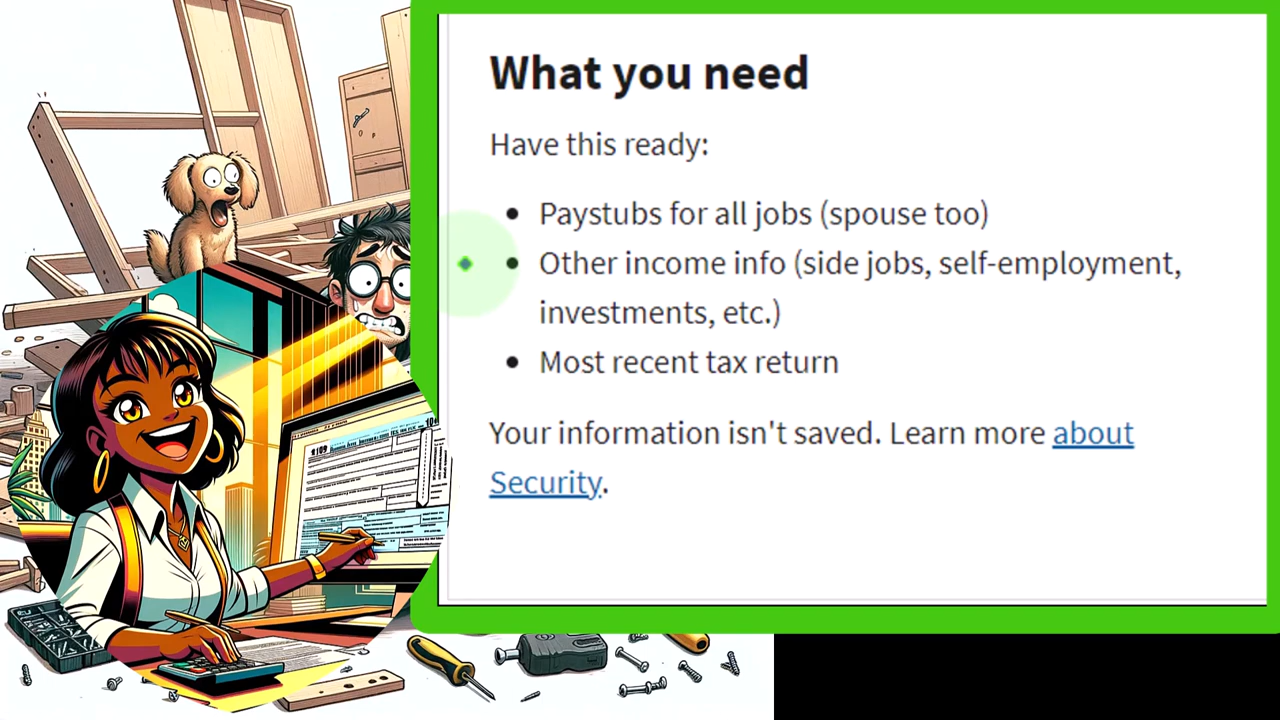 What you need
Have this ready:
Paystubs for all jobs (spouse too)
Other income info (side jobs, self-employment,
investments, etc.)
Most recent tax return
Your information isn't saved. Learn more about
Security.